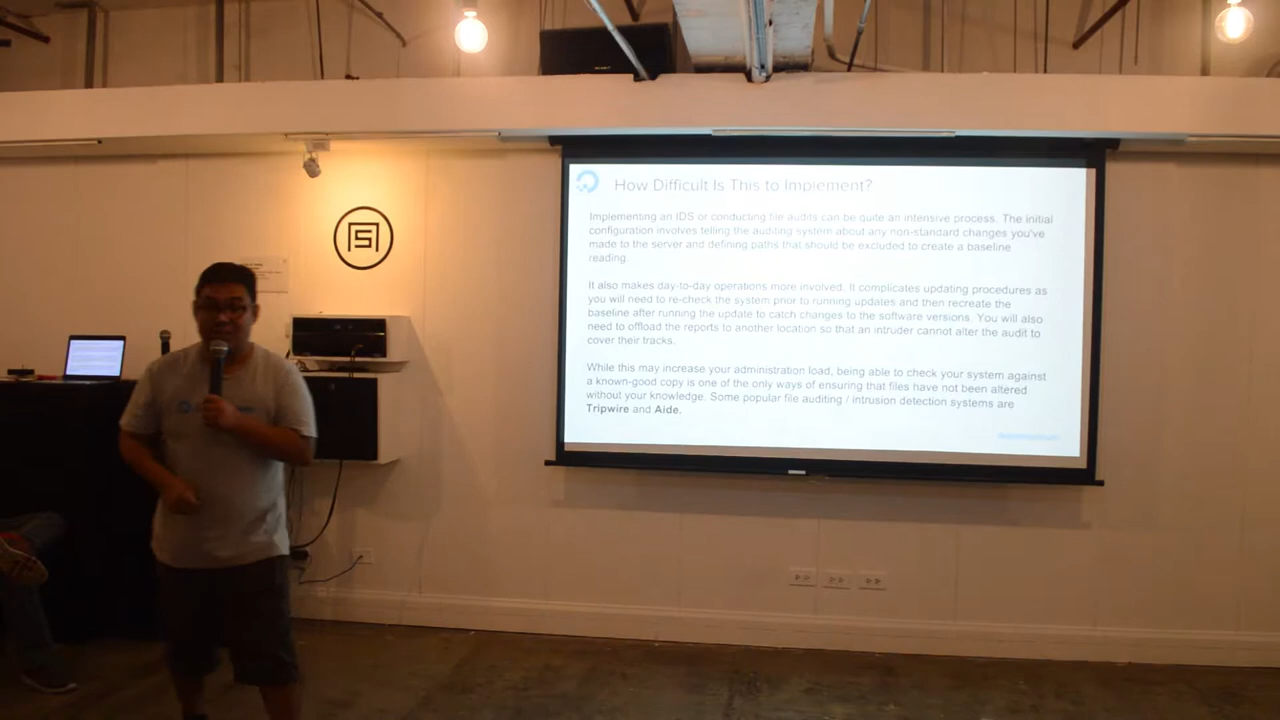 How Difficult Is This to Implement?
Implementing an IDS or conducting file audits can be quite an intensive process. The initial
configuration involves telling the auditing system about any non-standard changes you've
made to the server and defining paths that should be excluded to create a baseline
reading.
It also makes day-to-day operations more involved. It complicates updating procedures as
you will need to re-check the system prior to running updates and then recreate the
baseline after running the update to catch changes to the software versions. You will also
need to offload the reports to another location so that an intruder cannot alter the audit to
cover their tracks.
While this may increase your administration load, being able to check your system against
a known-good copy is one of the only ways of ensuring that files have not been altered
without your knowledge. Some popular file auditing / intrusion detection systems are
Tripwire and Aide.